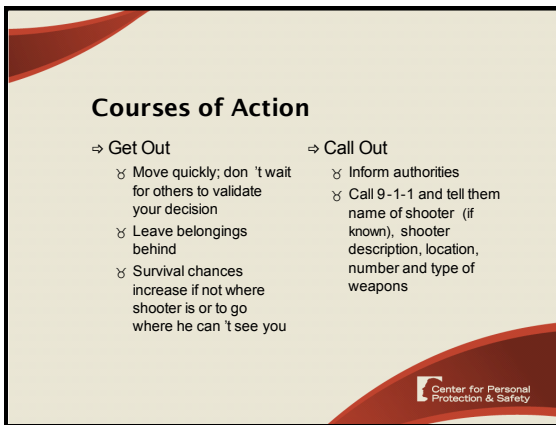 Courses of Action
⇨ Get Out
♉ Move quickly; don 't wait
for others to validate
your decision
♉ Leave belongings
behind
♉ Survival chances
increase if not where
shooter is or to go
where he can 't see you
⇨ Call Out
♉ Inform authorities
♉ Call 9-1-1 and tell them
name of shooter (if
known), shooter
description, location,
number and type of
weapons
Center for Personal
Protection & Safety